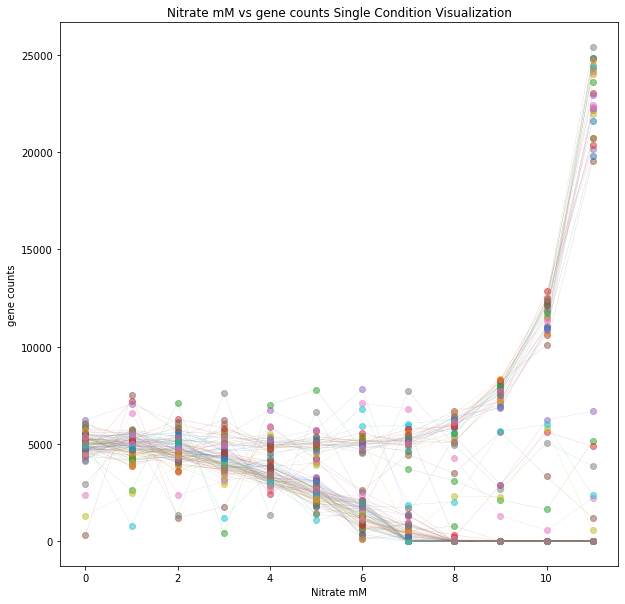 Nitrate mM vs gene counts Single Condition Visualization
25000
20000
15000
10000
5000
0
gene counts
0 2 4 6 8 10
Nitrate mM